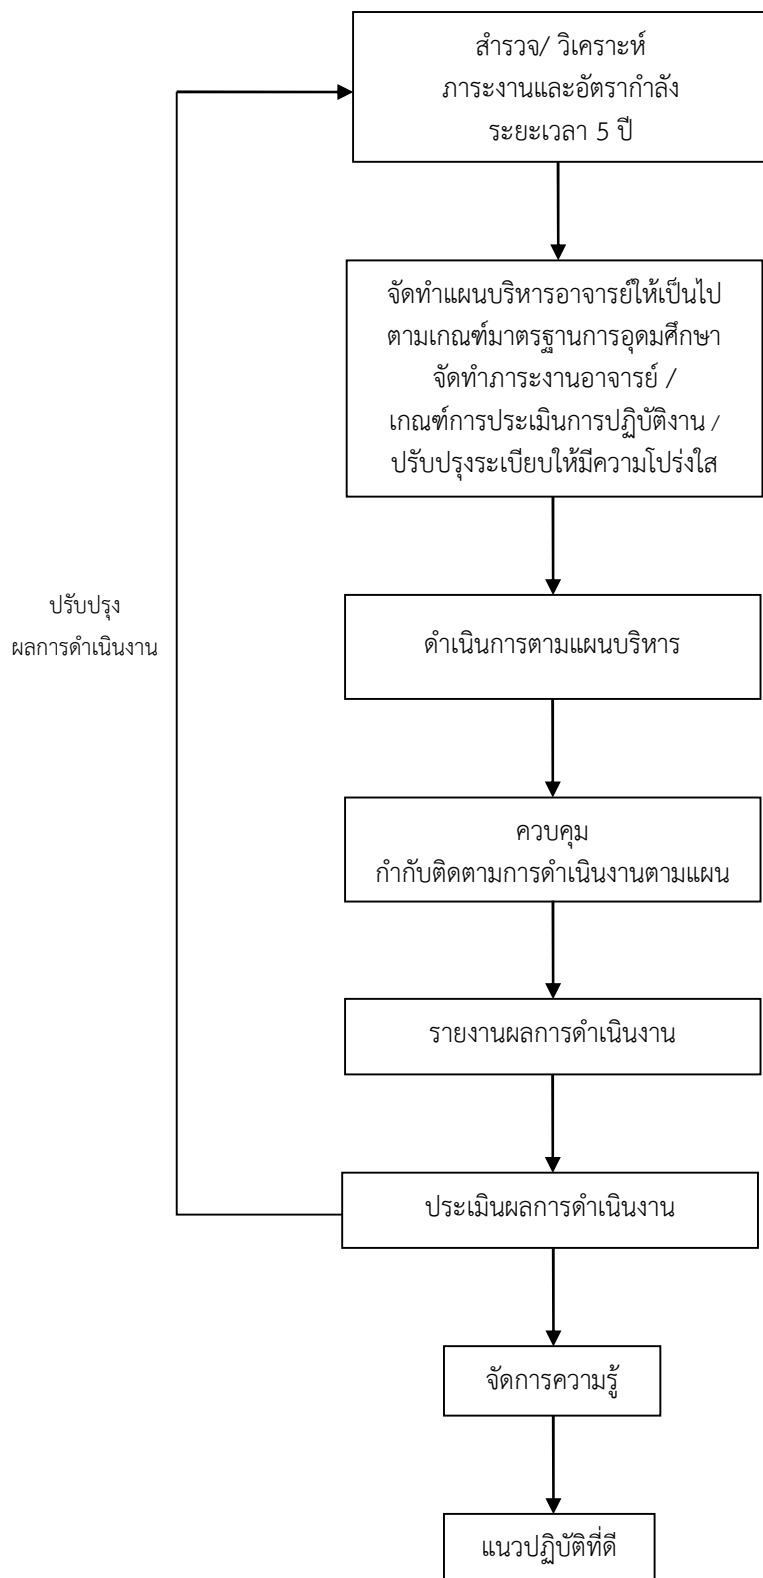 สำรวจ/ วิเคราะห์
ภาระงานและอัตรากำลัง
ระยะเวลา 5 ปี
จัดทำแผนบริหารอาจารย์ให้เป็นไป
ตามเกณฑ์มาตรฐานการอุดมศึกษา
จัดทำภาระงานอาจารย์ /
เกณฑ์การประเมินการปฏิบัติงาน /
ปรับปรุงระเบียบให้มีความโปร่งใส
ปรับปรุง
ผลการดำเนินงาน
ดำเนินการตามแผนบริหาร
ควบคุม
กำกับติดตามการดำเนินงานตามแผน
รายงานผลการดำเนินงาน
ประเมินผลการดำเนินงาน
จัดการความรู้
แนวปฏิบัติที่ดี